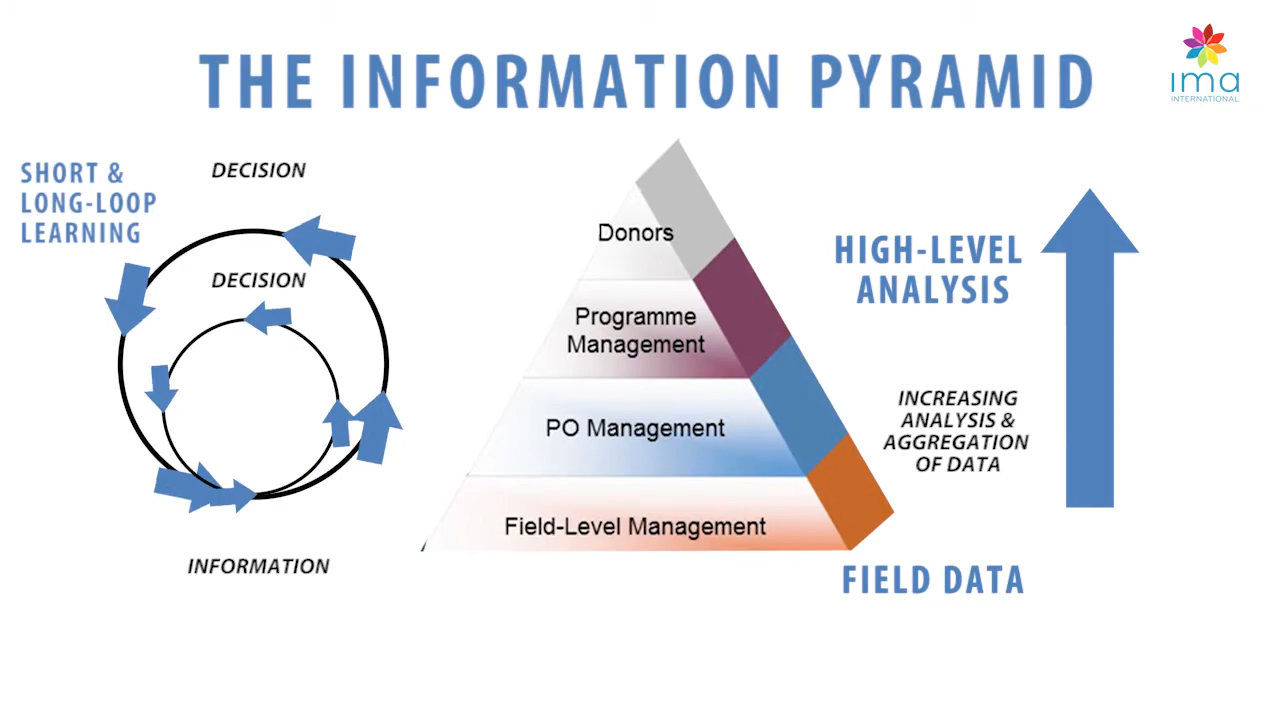 THE INFORMATION PYRAMID
ima
INTERNATIONAL
SHORT &
LONG-LOOP
LEARNING
DECISION
DECISION
INFORMATION
Donors
Programme
Management
PO Management
Field-Level Management
HIGH-LEVEL
ANALYSIS
INCREASING
ANALYSIS &
AGGREGATION
OF DATA
FIELD DATA